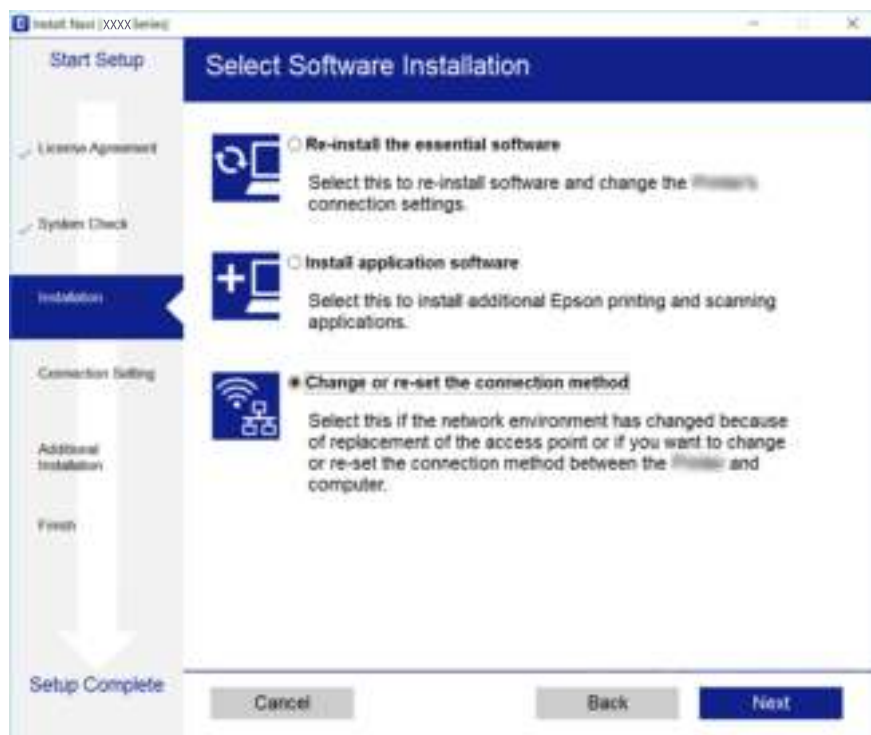 Install Navi [XXXX Series]
Start Setup
Select Software Installation
License Agreement
System Check
Installation
Connection Setting
Additional
Installation
Finish
Setup Complete
Re-install the essential software
Select this to re-install software and change the
connection settings.
Install application software
Select this to install additional Epson printing and scanning
applications.
Change or re-set the connection method
Select this if the network environment has changed because
of replacement of the access point or if you want to change
or re-set the connection method between the and
computer.
Cancel
Back
Next